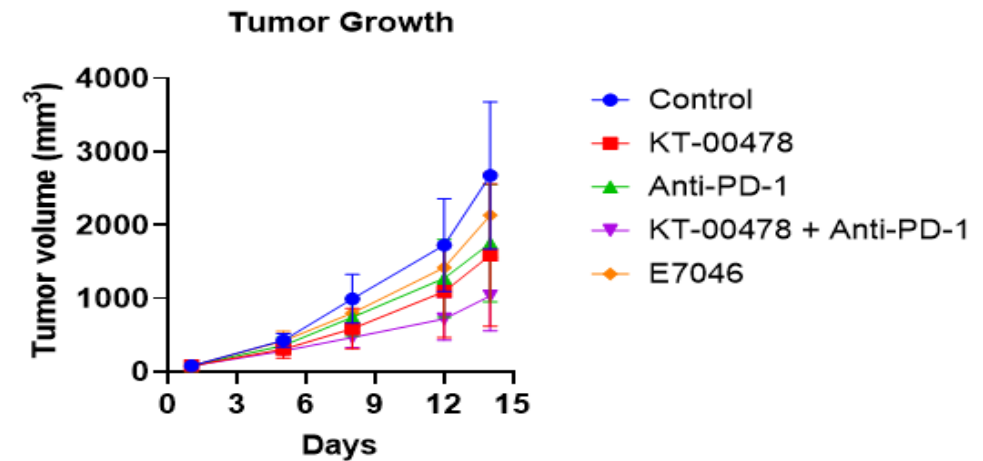 Tumor Growth
Tumor volume (mm³)
4000
3000
2000
1000
0
0 3 6 9 12 15
Days
Control
KT-00478
Anti-PD-1
KT-00478 + Anti-PD-1
E7046